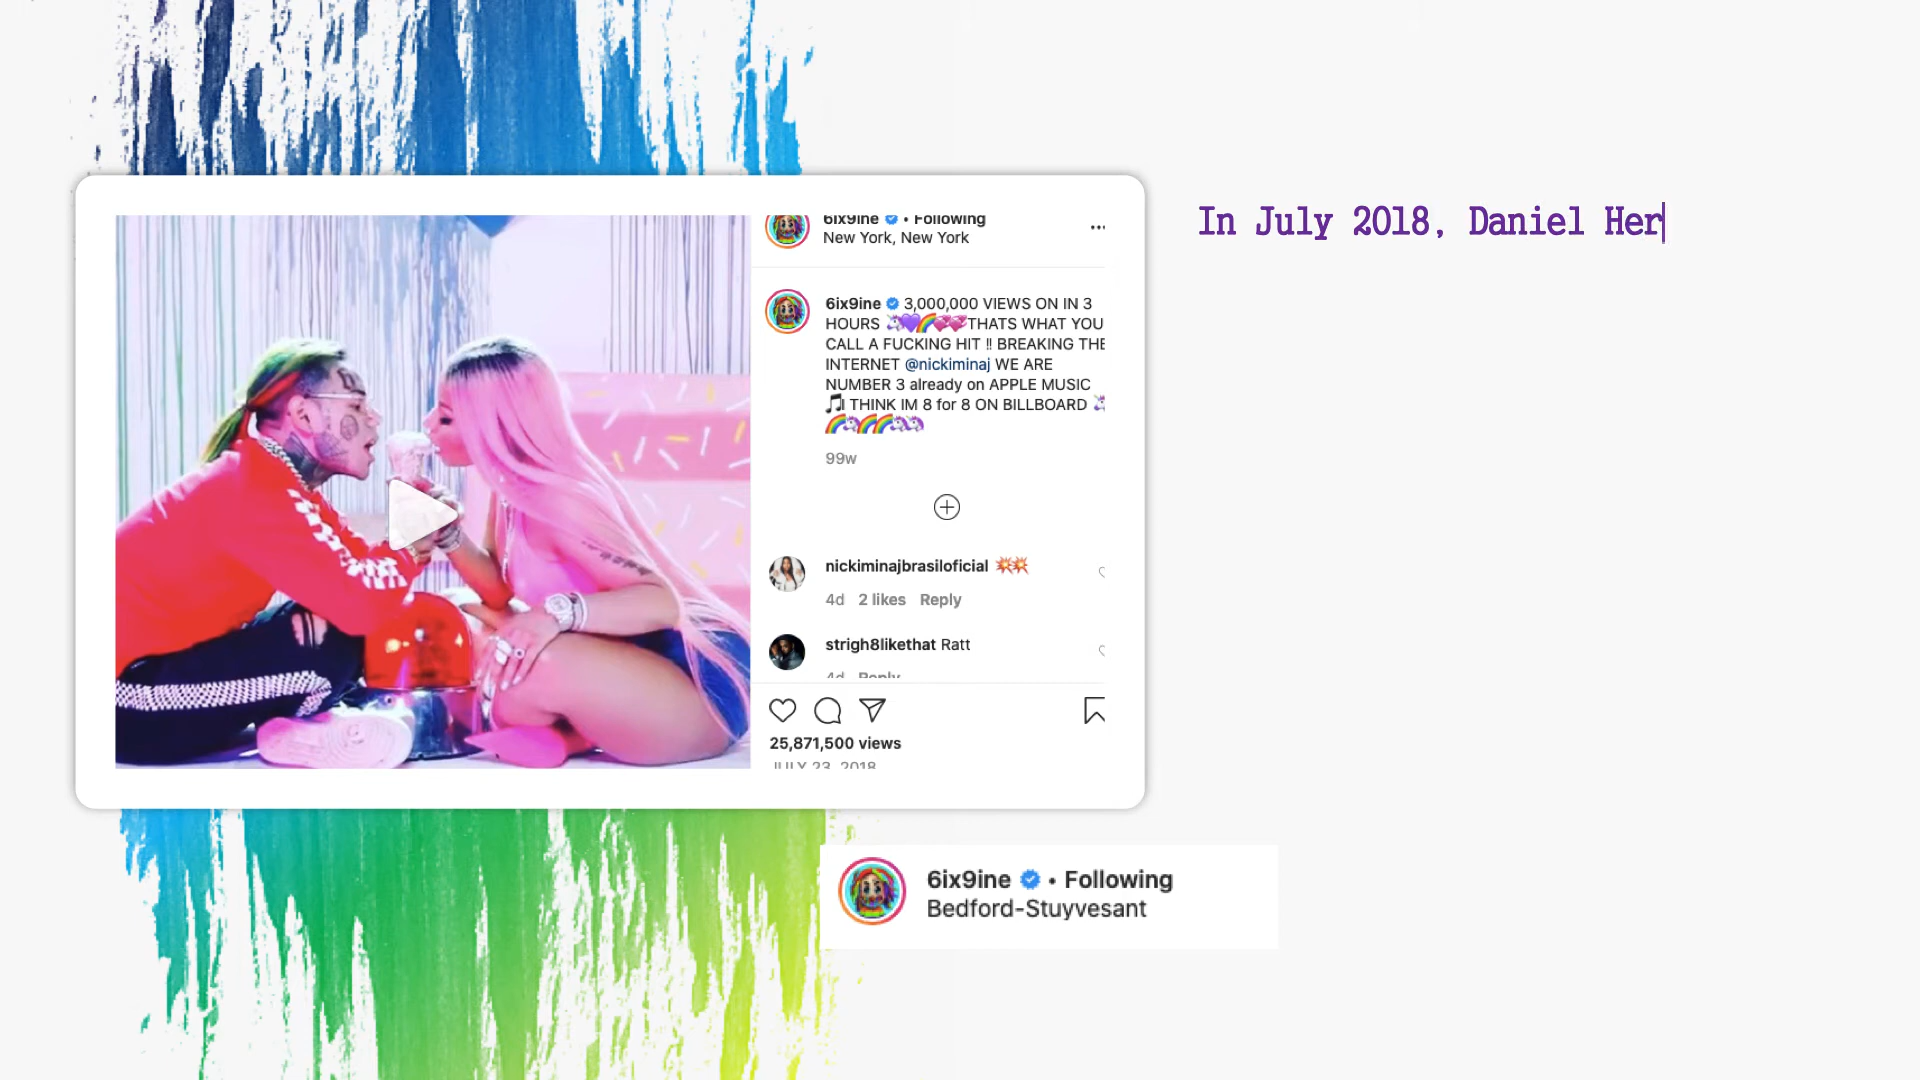 6ix9ine • Following
New York, New York
6ix9ine 3,000,000 VIEWS ON IN 3
HOURS 🦄💜🌈💞💞THATS WHAT YOU
CALL A FUCKING HIT ‼ BREAKING THE
INTERNET @nickiminaj WE ARE
NUMBER 3 already on APPLE MUSIC
🎵I THINK IM 8 for 8 ON BILLBOARD 🦄
🌈🦄🌈🌈🦄🦄
99w
nickiminajbrasiloficial 💥💥
4d 2 likes Reply
strigh8likethat Ratt
4d Reply
25,871,500 views
JULY 23, 2018
In July 2018, Daniel Her
6ix9ine • Following
Bedford-Stuyvesant